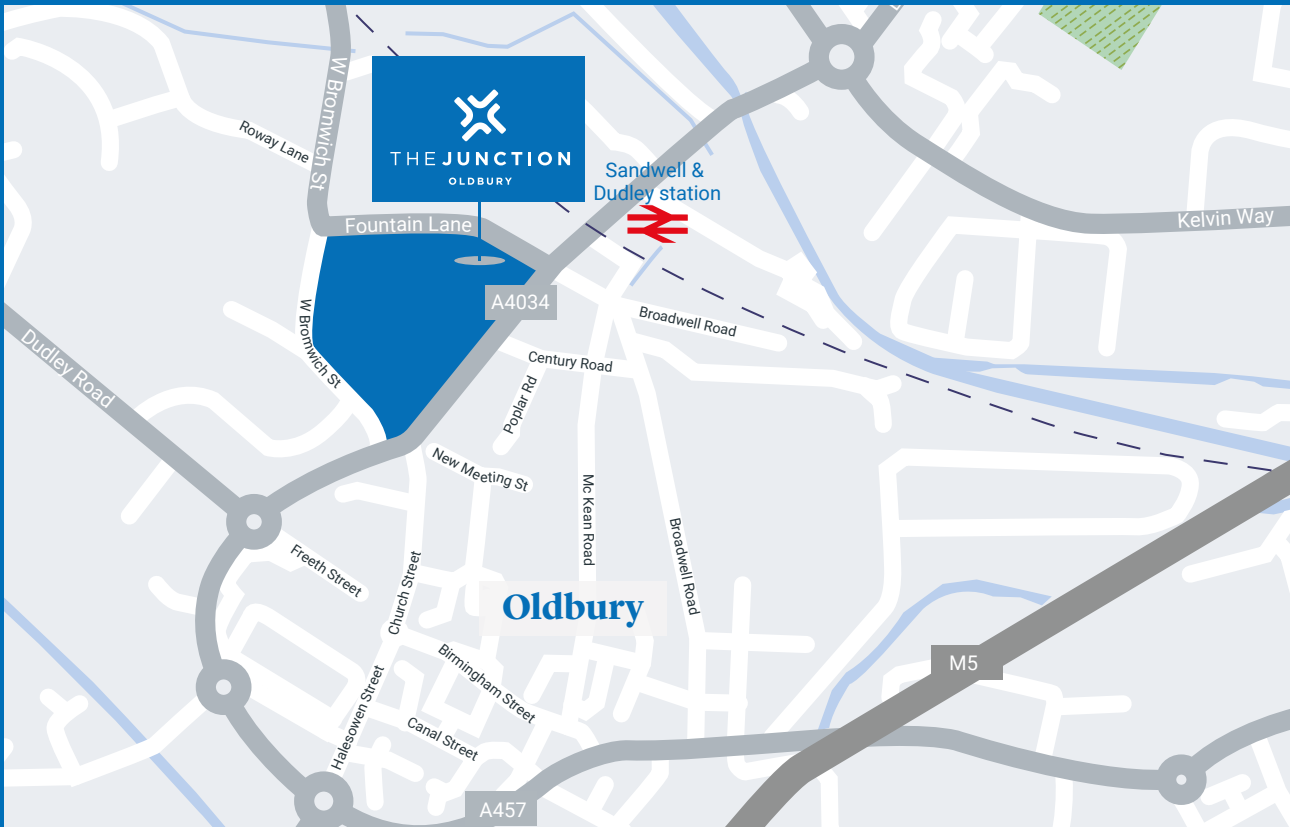 W Bromwich St
Roway Lane
THE JUNCTION
OLDBURY
Sandwell &
Dudley station
Fountain Lane
Kelvin Way
A4034
W Bromwich St
Broadwell Road
Dudley Road
Century Road
Poplar Rd
New Meeting St
Mc Kean Road
Broadwell Road
Freeth Street
Church Street
Oldbury
Birmingham Street
M5
Halesowen Street
Canal Street
A457